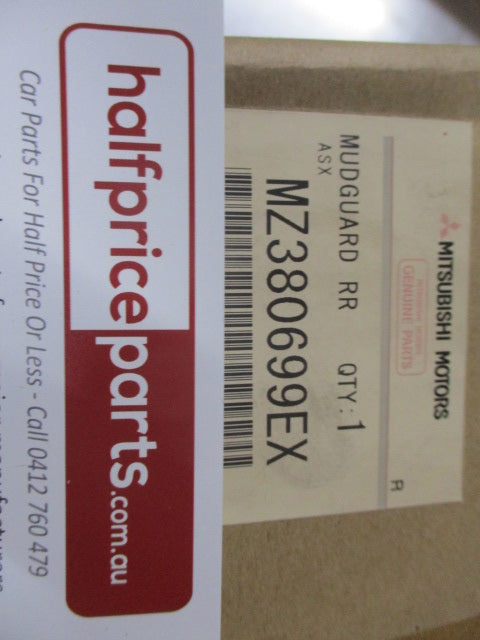 MITSUBISHI MOTORS
GENUINE PARTS
R
MUDGUARD RR QTY:1
ASX
MZ380699EX
halfpriceparts.com.au
Car Parts For Half Price Or Less - Call 0412 760 479